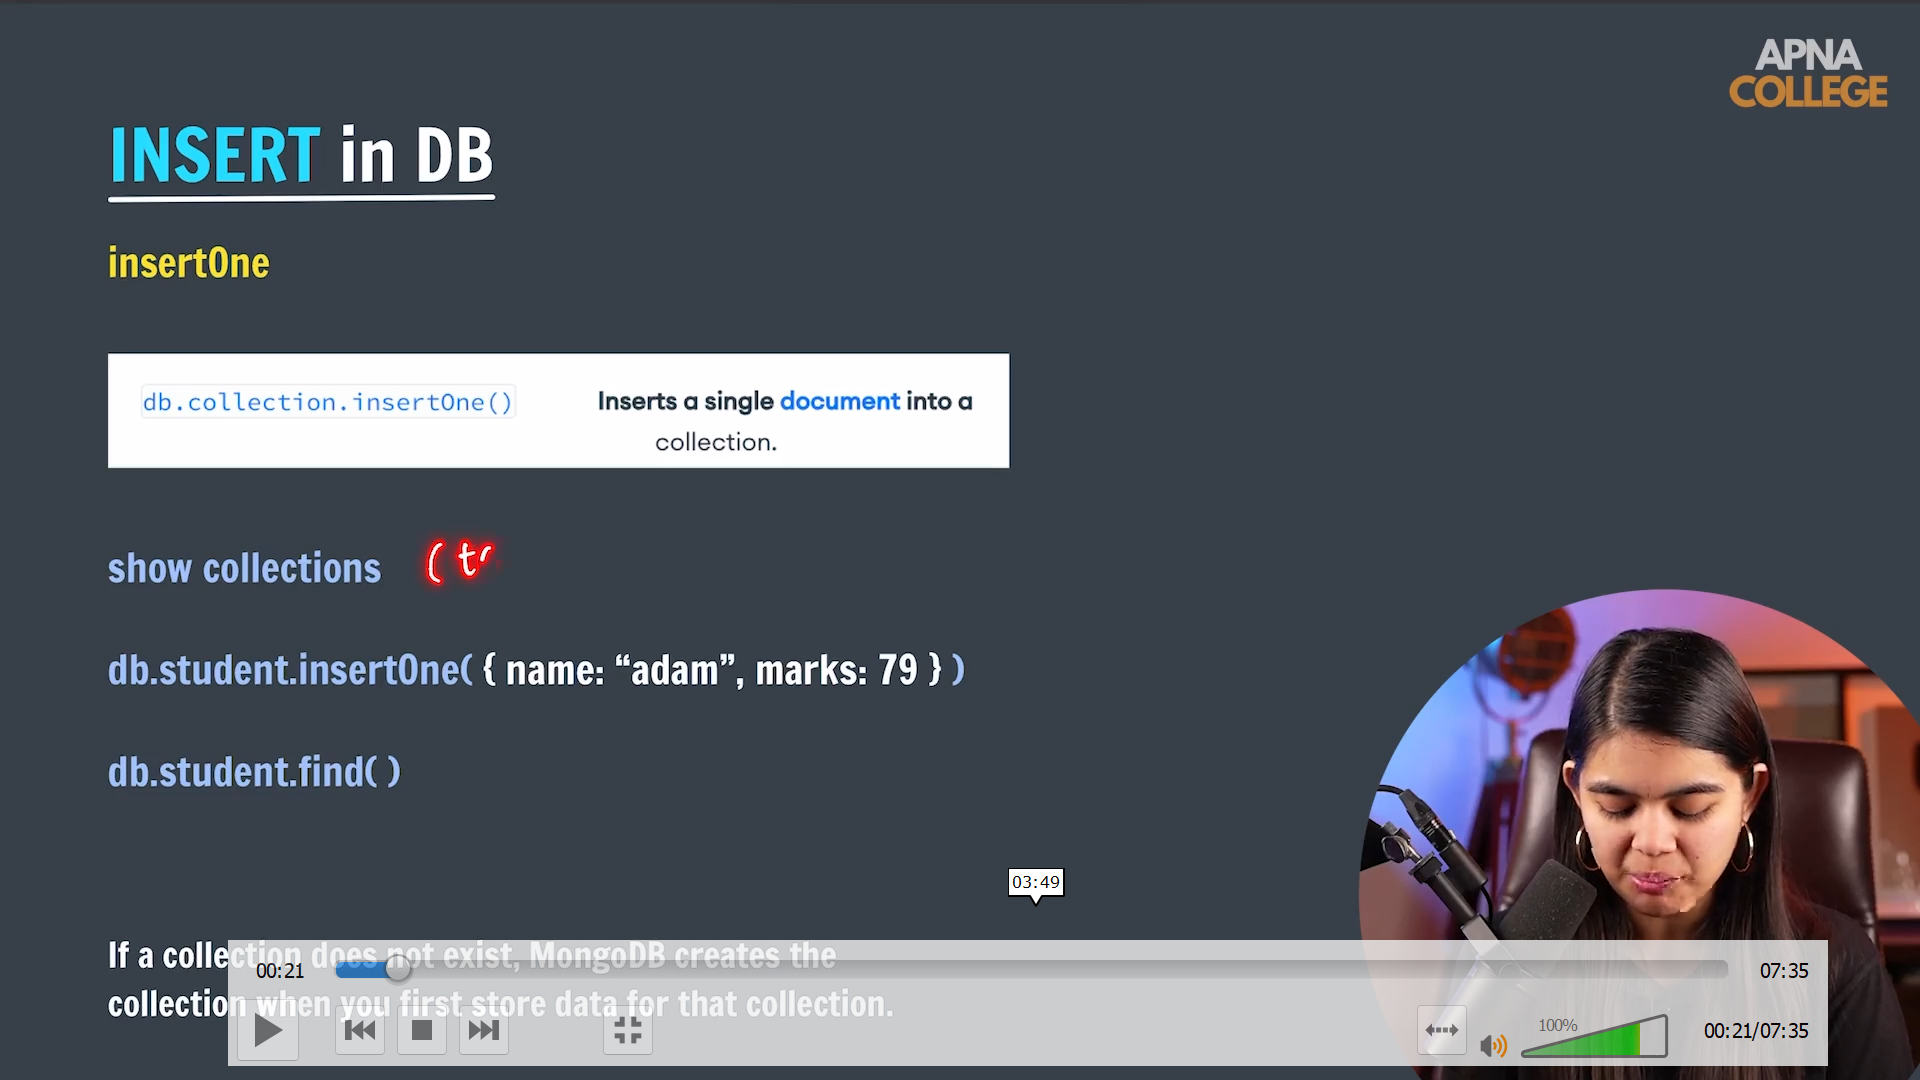 APNA
COLLEGE
INSERT in DB
insertOne
db.collection.insertOne() Inserts a single document into a
collection.
show collections (tr
db.student.insertOne( { name: “adam”, marks: 79 } )
db.student.find( )
03:49
If a collection does not exist, MongoDB creates the
collection when you first store data for that collection.
00:21 07:35
100% 00:21/07:35